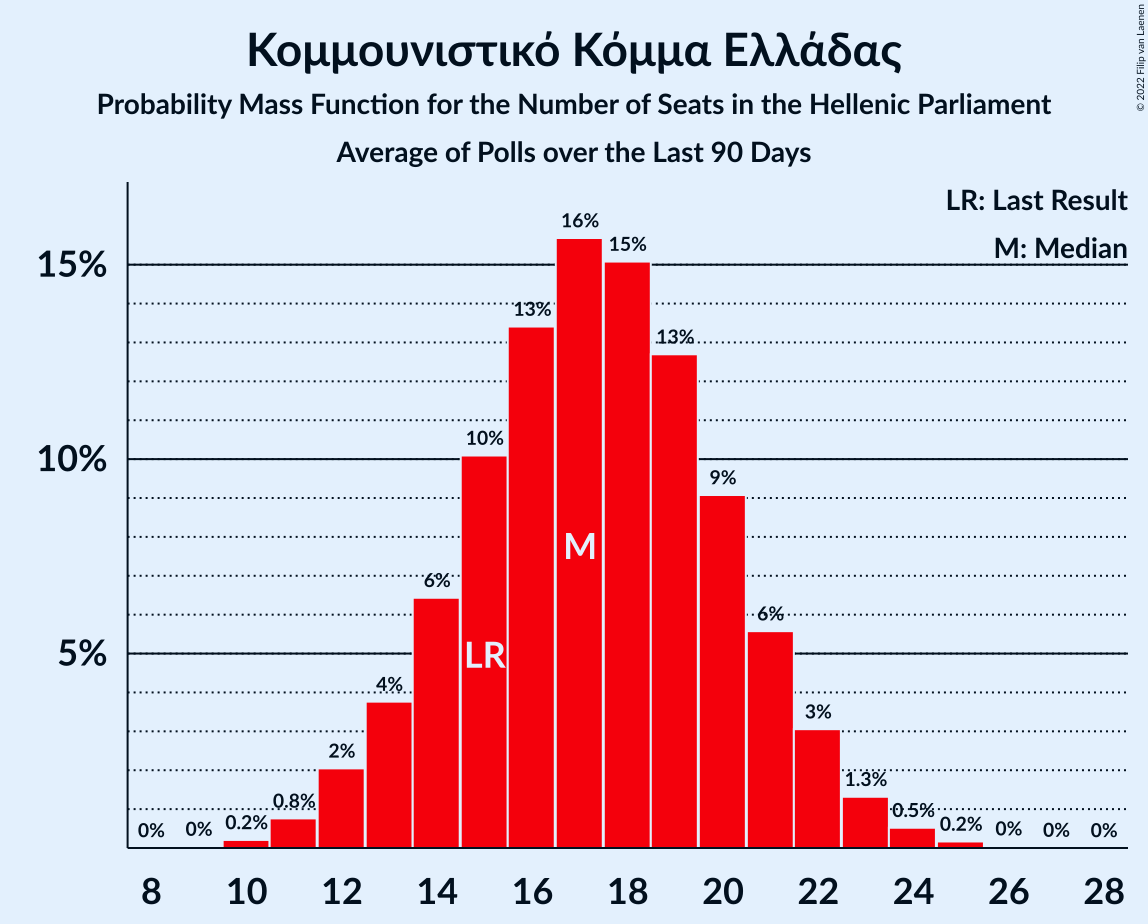 Κομμουνιστικό Κόμμα Ελλάδας
Probability Mass Function for the Number of Seats in the Hellenic Parliament
Average of Polls over the Last 90 Days
© 2022 Filip van Laenen
LR: Last Result
M: Median
15%
10%
5%
0%
0%
0.2%
0.8%
2%
4%
6%
10%
13%
16%
15%
13%
9%
6%
3%
1.3%
0.5%
0.2%
0%
0%
0%
LR
M
8 10 12 14 16 18 20 22 24 26 28